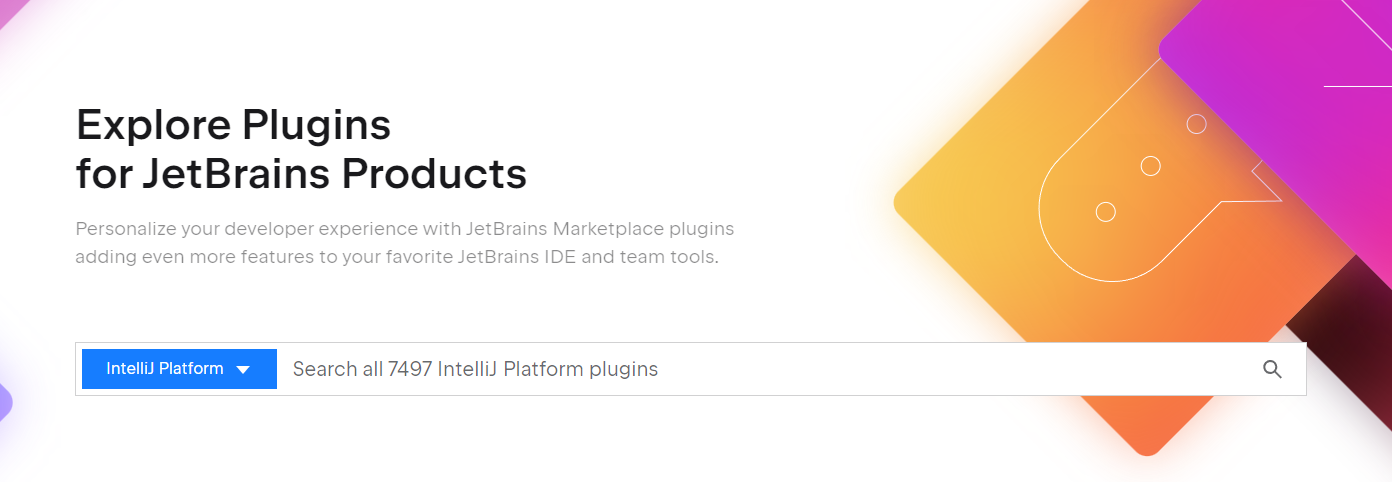 Explore Plugins
for JetBrains Products
Personalize your developer experience with JetBrains Marketplace plugins
adding even more features to your favorite JetBrains IDE and team tools.
IntelliJ Platform
Search all 7497 IntelliJ Platform plugins